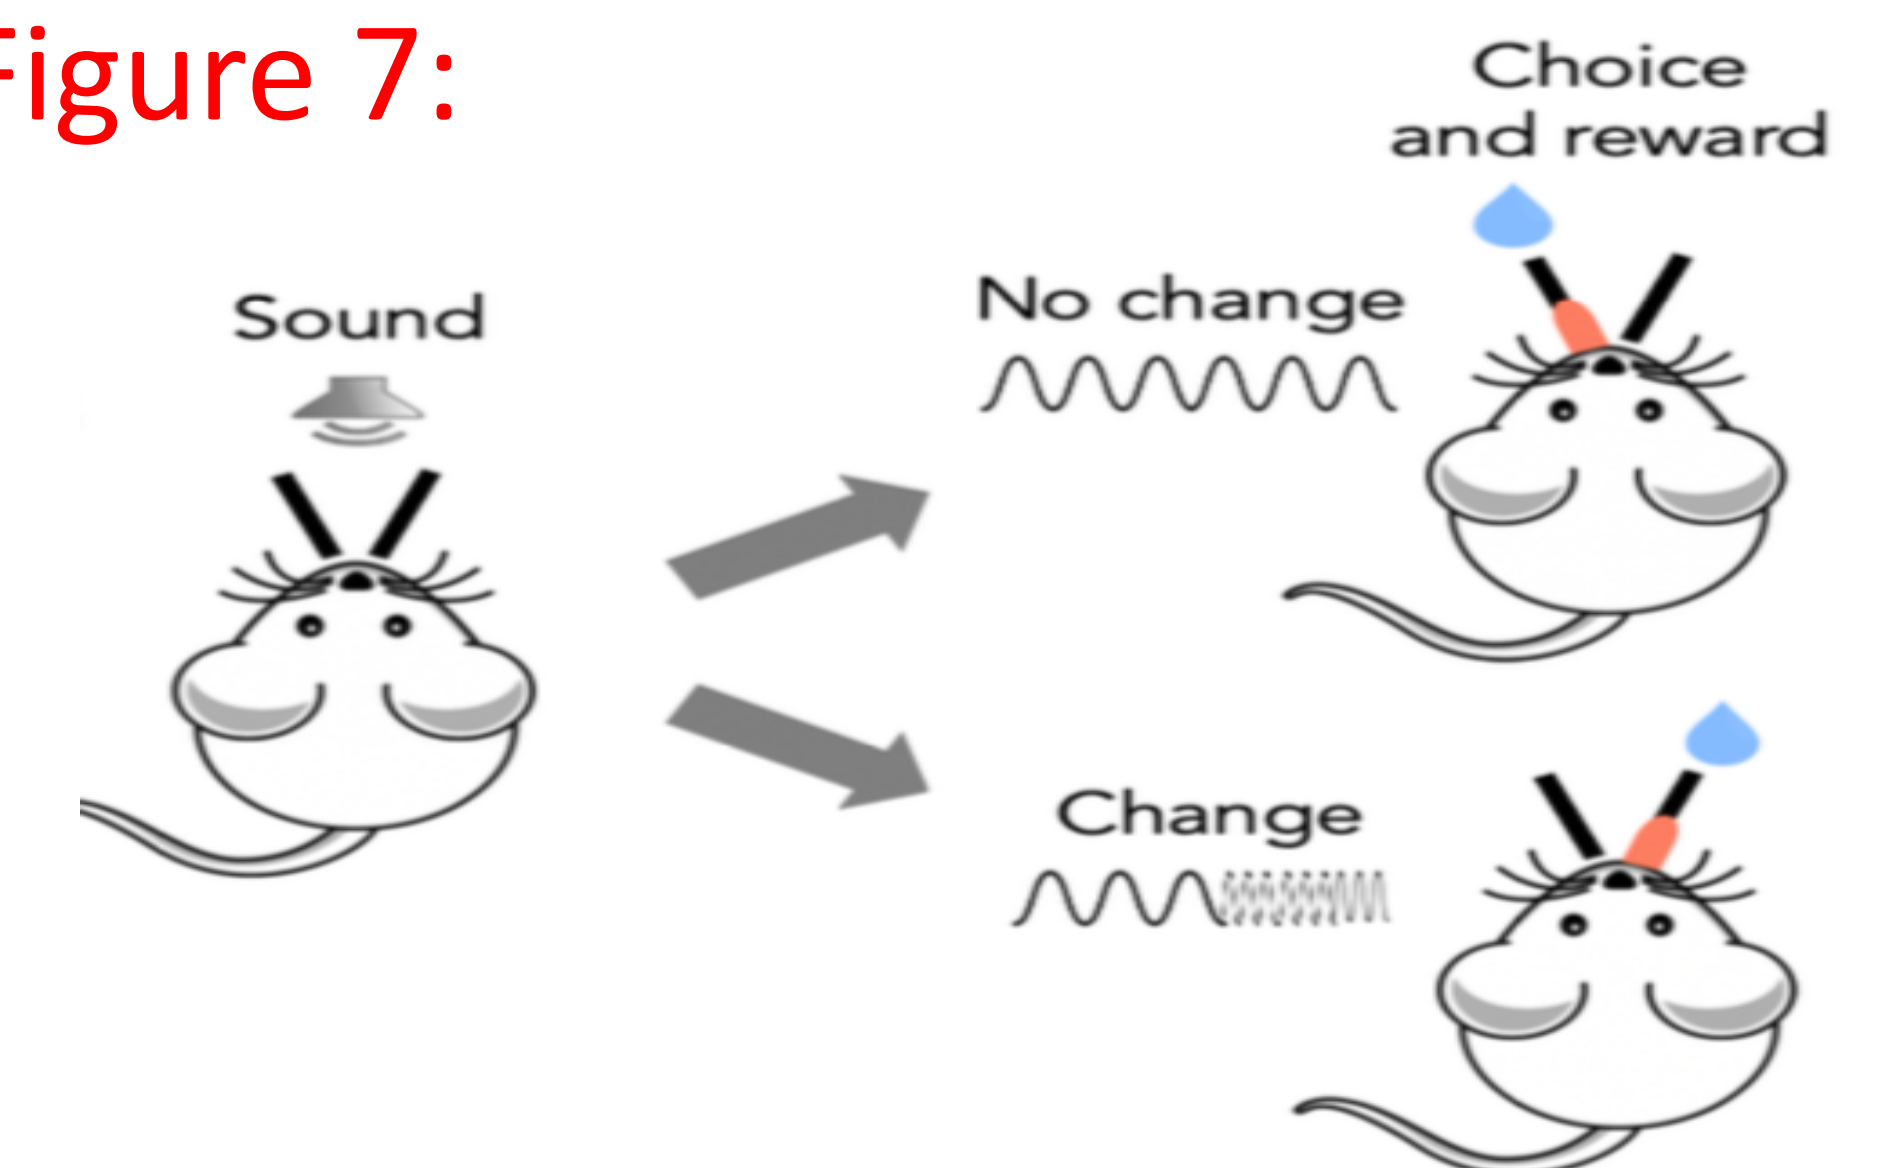 Figure 7:
Choice
and reward
Sound
No change
Change